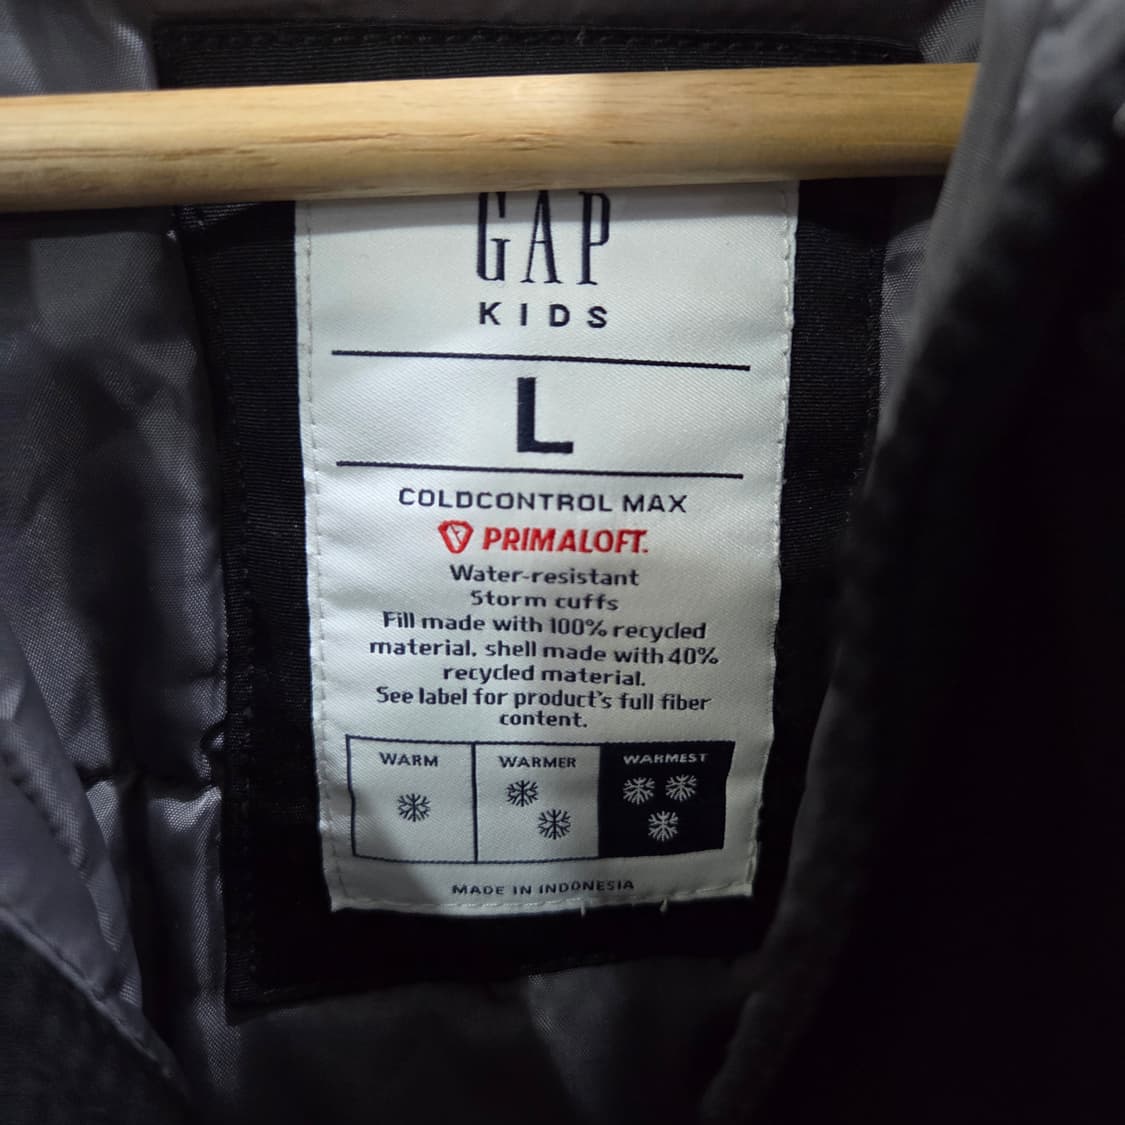 GAP
KIDS
L
COLDCONTROL MAX
PRIMALOFT.
Water-resistant
Storm cuffs
Fill made with 100% recycled
material, shell made with 40%
recycled material.
See label for product's full fiber
content.
WARM WARMER WARMEST
MADE IN INDONESIA